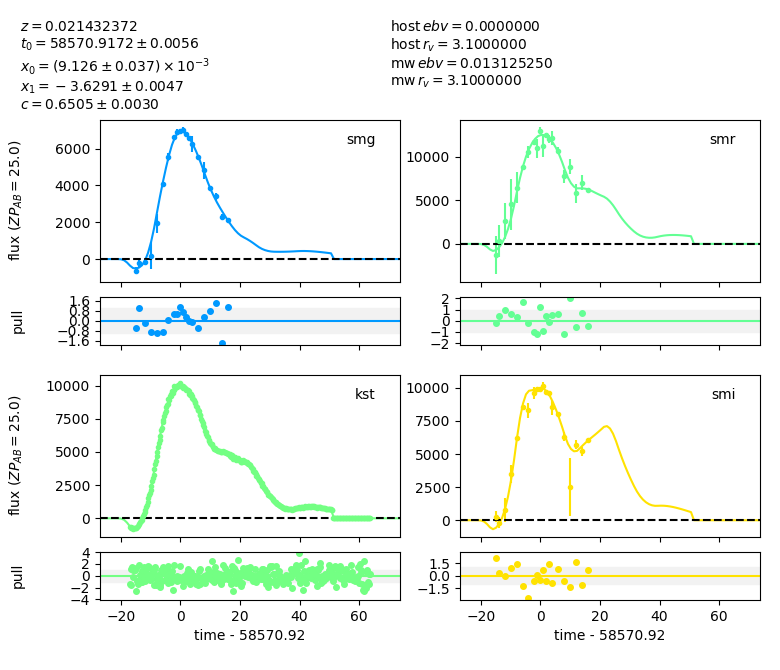 z = 0.021432372
t₀ = 58570.9172 ± 0.0056
x₀ = (9.126 ± 0.037) × 10⁻³
x₁ = −3.6291 ± 0.0047
c = 0.6505 ± 0.0030
host ebv = 0.0000000
host r_v = 3.1000000
mw ebv = 0.013125250
mw r_v = 3.1000000
flux (ZP_AB = 25.0)
6000
4000
2000
0
smg
10000
5000
0
smr
pull
1.6
0.8
0.0
−0.8
−1.6
2
1
0
−1
−2
flux (ZP_AB = 25.0)
10000
7500
5000
2500
0
kst
10000
7500
5000
2500
0
smi
pull
4
2
0
−2
−4
1.5
0.0
−1.5
−20 0 20 40 60
−20 0 20 40 60
time - 58570.92
time - 58570.92